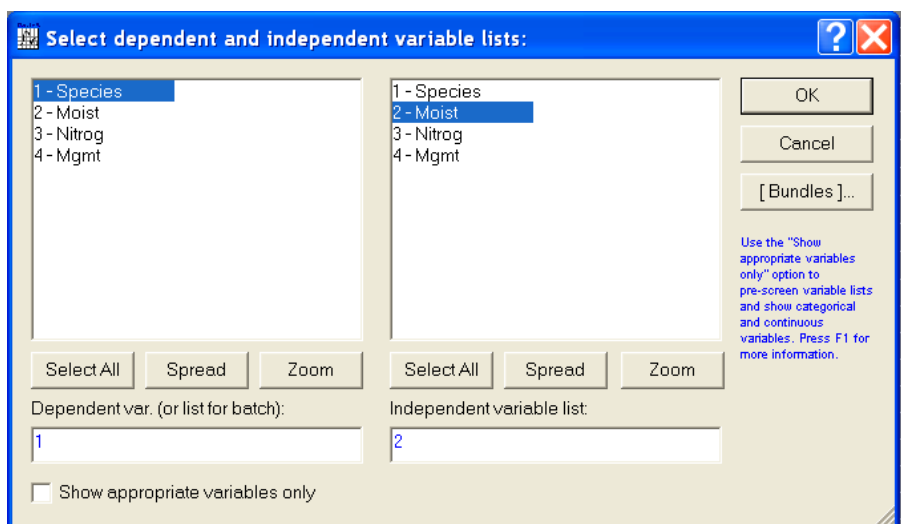 Select dependent and independent variable lists:
?
1 - Species
2 - Moist
3 - Nitrog
4 - Mgmt
Select All
Spread
Zoom
Dependent var. (or list for batch):
1
Show appropriate variables only
1 - Species
2 - Moist
3 - Nitrog
4 - Mgmt
Select All
Spread
Zoom
Independent variable list:
2
OK
Cancel
[ Bundles ]...
Use the "Show
appropriate variables
only" option to
pre-screen variable lists
and show categorical
and continuous
variables. Press F1 for
more information.